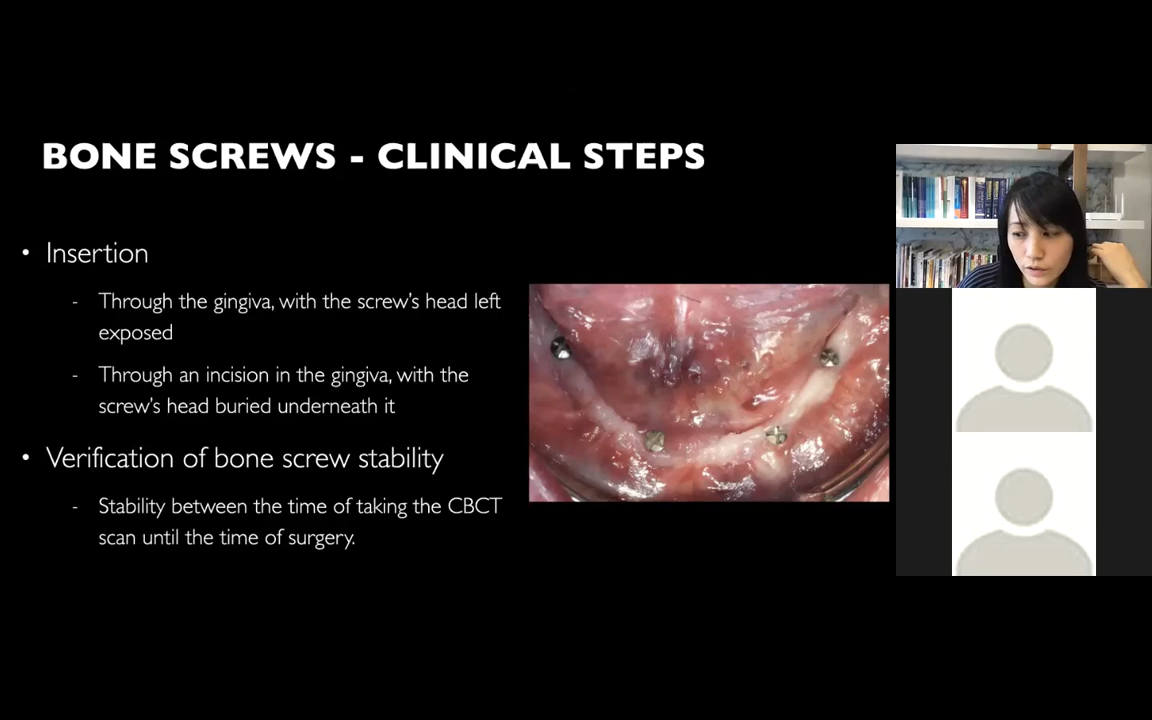 BONE SCREWS - CLINICAL STEPS
• Insertion
- Through the gingiva, with the screw's head left
exposed
- Through an incision in the gingiva, with the
screw's head buried underneath it
• Verification of bone screw stability
- Stability between the time of taking the CBCT
scan until the time of surgery.